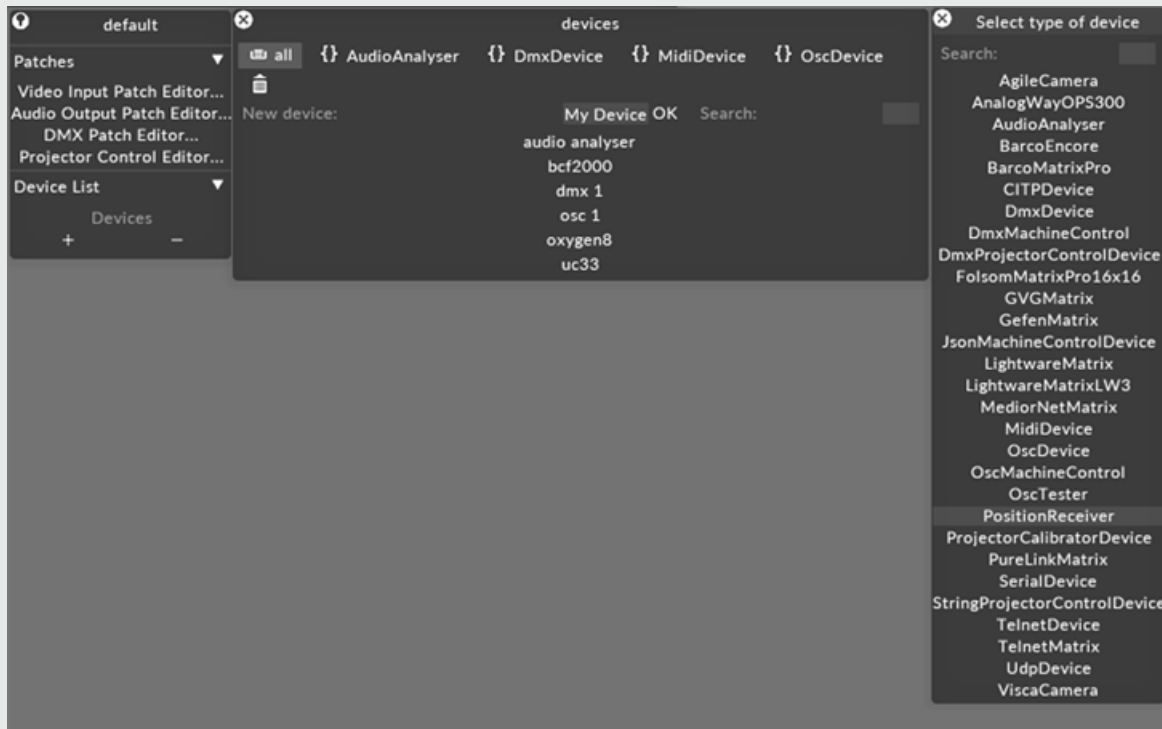 default
Patches
Video Input Patch Editor...
Audio Output Patch Editor...
DMX Patch Editor...
Projector Control Editor...
Device List
Devices
+ −
devices
all {} AudioAnalyser {} DmxDevice {} MidiDevice {} OscDevice
New device: My Device OK Search:
audio analyser
bcf2000
dmx 1
osc 1
oxygen8
uc33
Select type of device
Search:
AgileCamera
AnalogWayOPS300
AudioAnalyser
BarcoEncore
BarcoMatrixPro
CITPDevice
DmxDevice
DmxMachineControl
DmxProjectorControlDevice
FolsomMatrixPro16x16
GVGMatrix
GefenMatrix
JsonMachineControlDevice
LightwareMatrix
LightwareMatrixLW3
MediorNetMatrix
MidiDevice
OscDevice
OscMachineControl
OscTester
PositionReceiver
ProjectorCalibratorDevice
PureLinkMatrix
SerialDevice
StringProjectorControlDevice
TelnetDevice
TelnetMatrix
UdpDevice
ViscaCamera